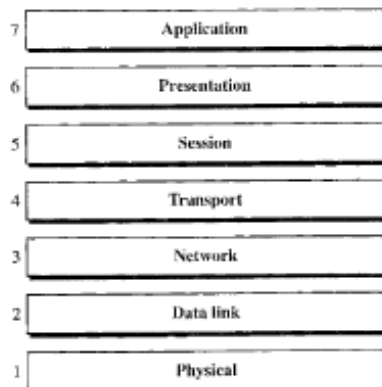 7 Application
6 Presentation
5 Session
4 Transport
3 Network
2 Data link
1 Physical